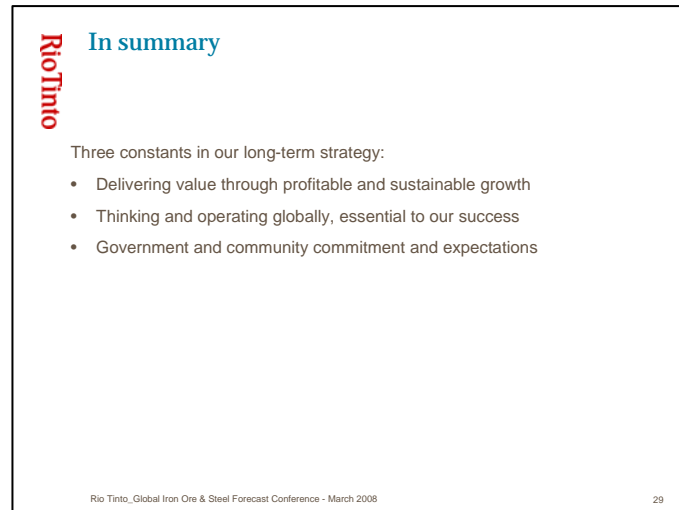 RioTinto
In summary
Three constants in our long-term strategy:
• Delivering value through profitable and sustainable growth
• Thinking and operating globally, essential to our success
• Government and community commitment and expectations
Rio Tinto_Global Iron Ore & Steel Forecast Conference - March 2008
29